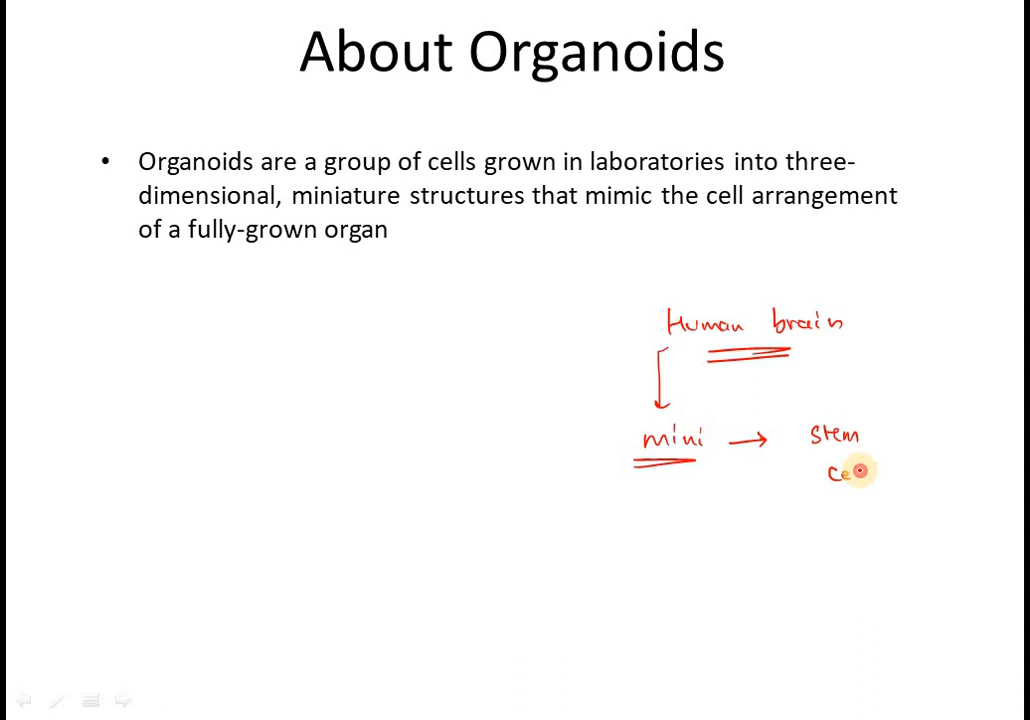 About Organoids
• Organoids are a group of cells grown in laboratories into three-
dimensional, miniature structures that mimic the cell arrangement
of a fully-grown organ
Human brain
mini → stem
ce